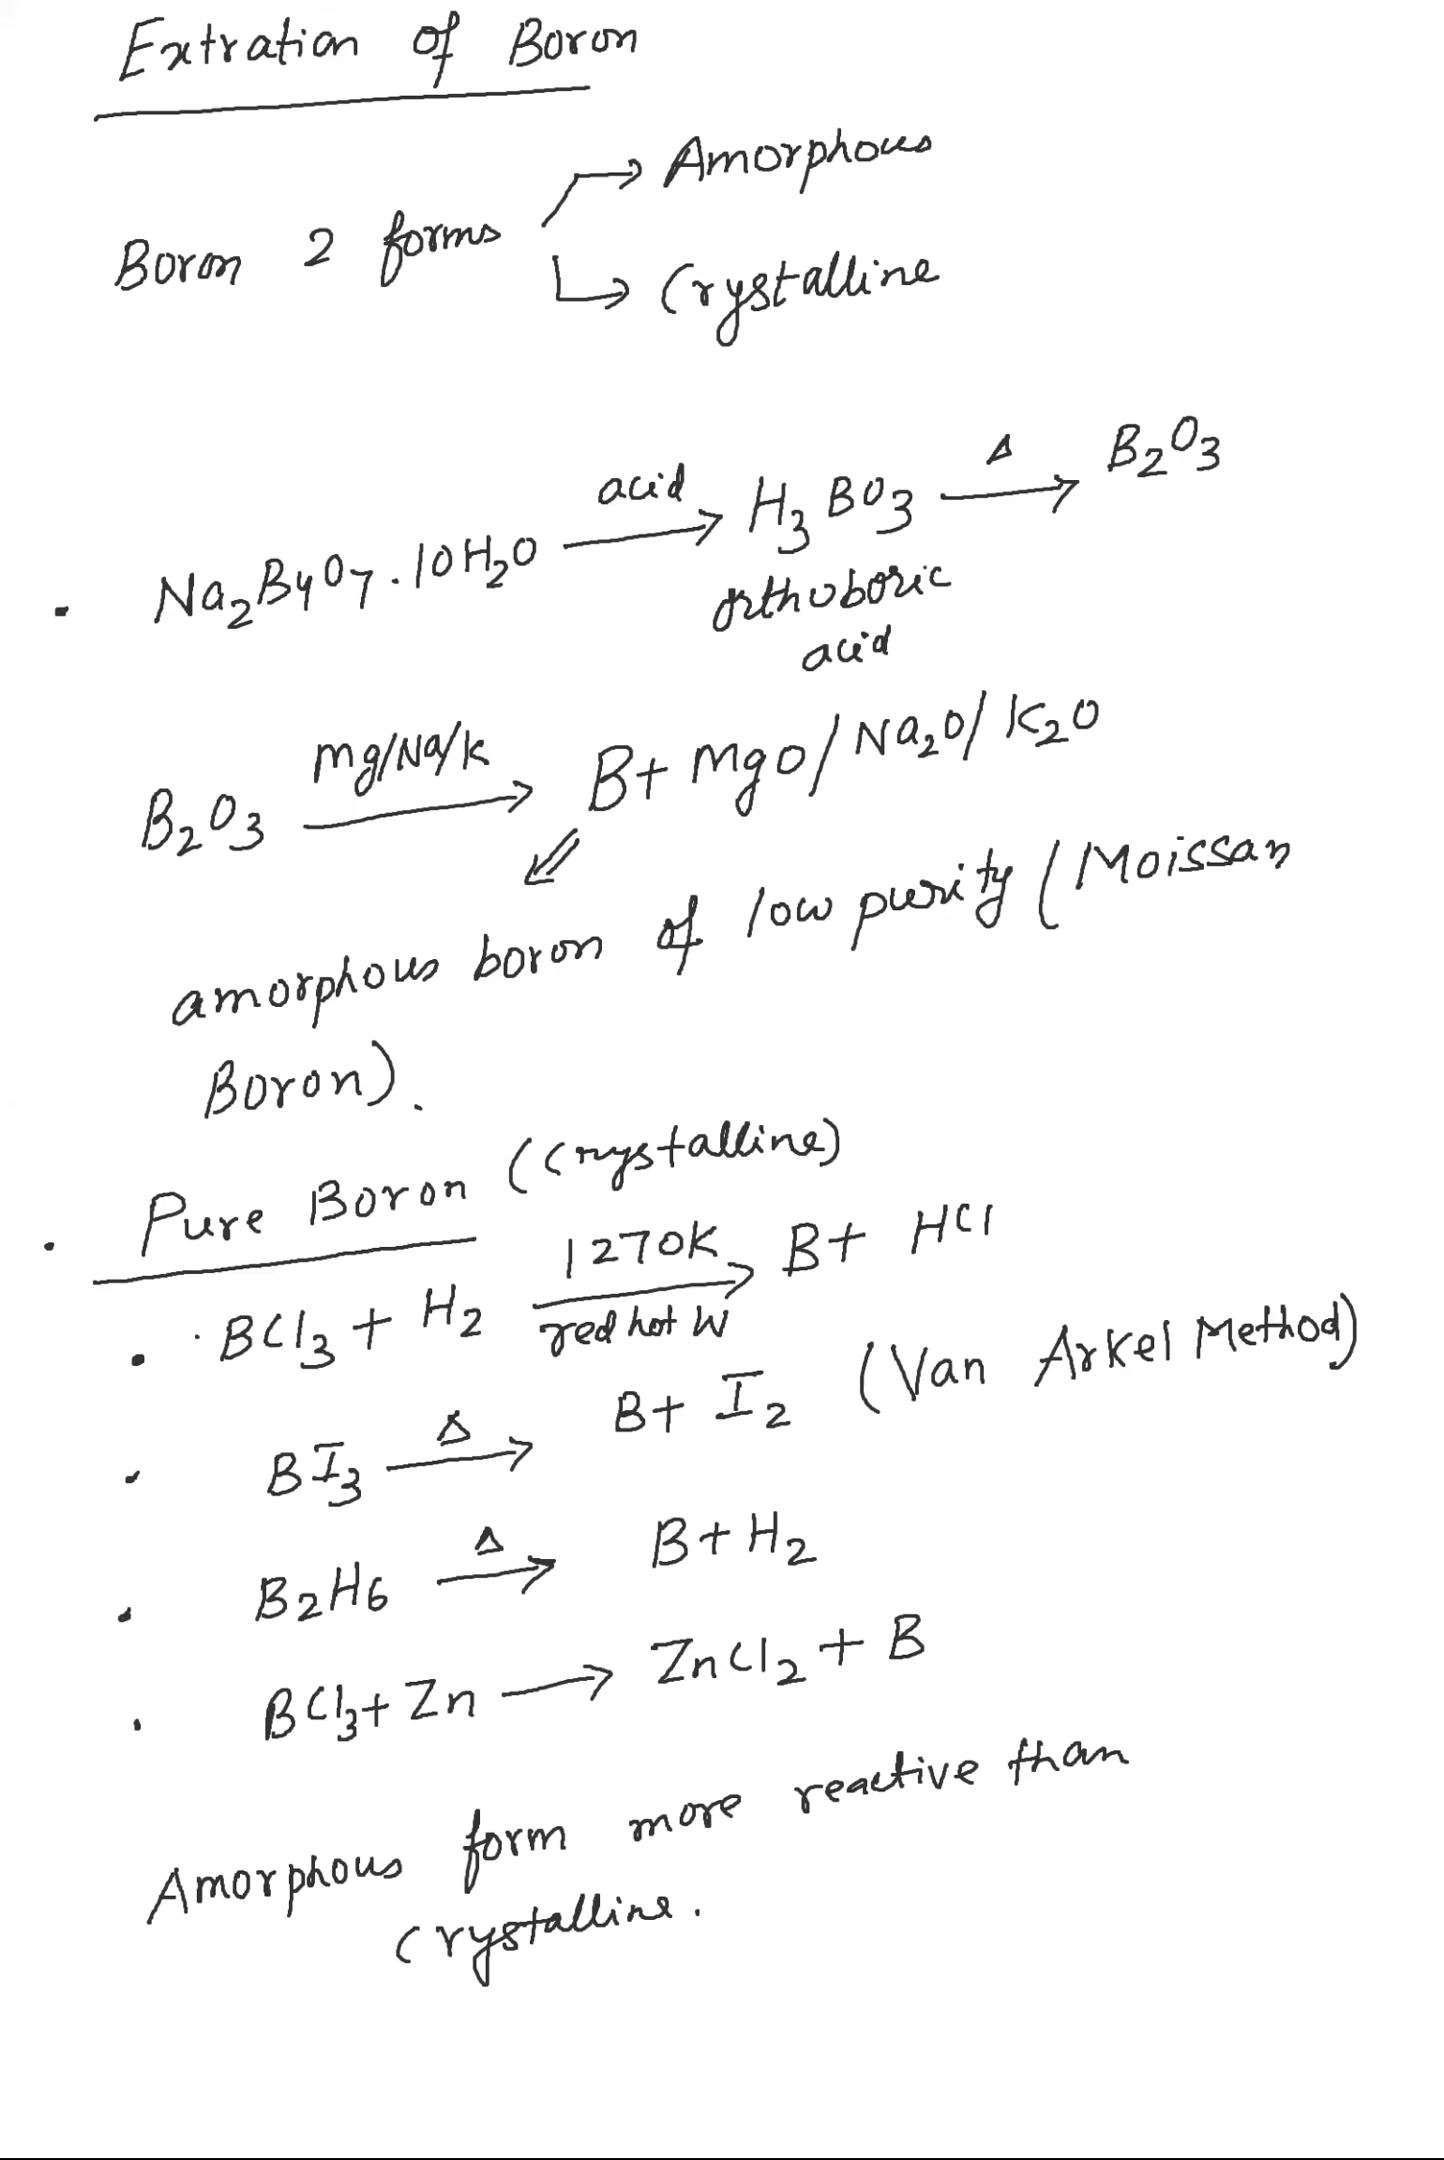 Extration of Boron
Boron 2 forms → Amorphous
↳ Crystalline
• Na₂B₄O₇.10H₂O —acid→ H₃BO₃ —Δ→ B₂O₃
orthoboric
acid
B₂O₃ —Mg/Na/K→ B + MgO/Na₂O/K₂O
⇙
amorphous boron of low purity (Moissan
Boron).
• Pure Boron (Crystalline)
• BCl₃ + H₂ —1270K / red hot W→ B + HCl
• BI₃ —Δ→ B + I₂ (Van Arkel Method)
• B₂H₆ —Δ→ B + H₂
• BCl₃ + Zn → ZnCl₂ + B
Amorphous form more reactive than
crystalline.